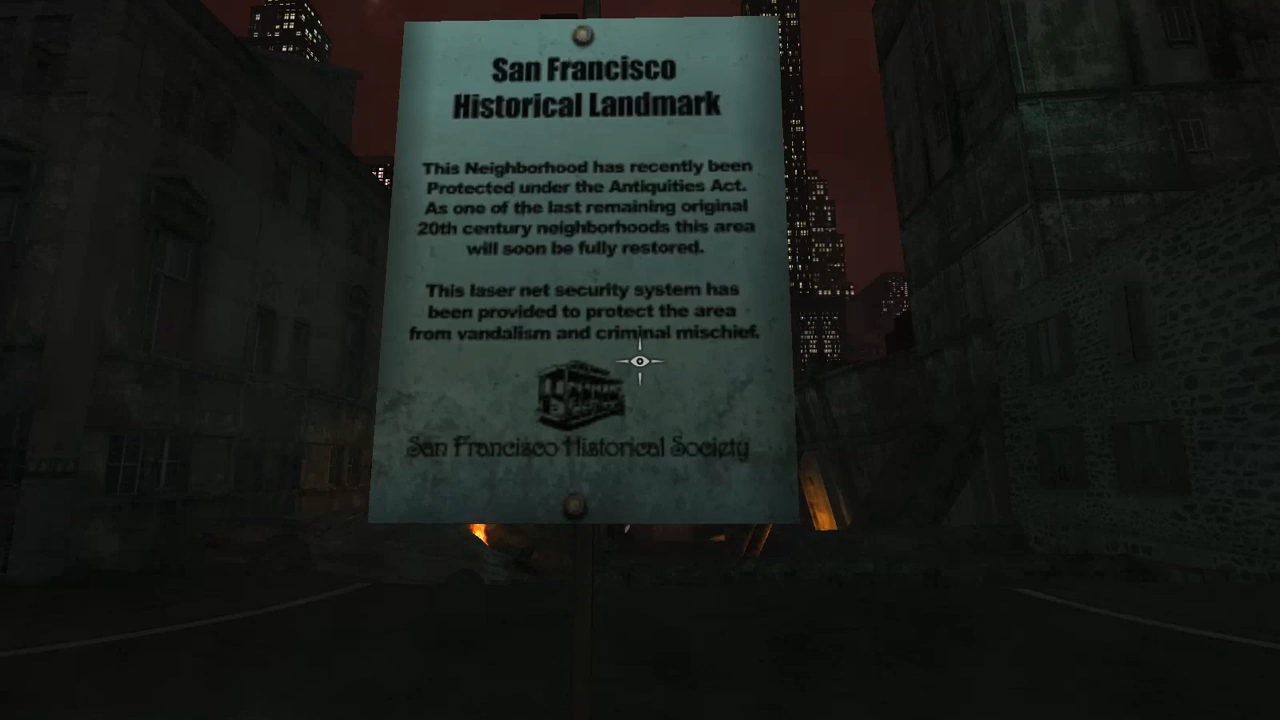 San Francisco
Historical Landmark
This Neighborhood has recently been
Protected under the Antiquities Act.
As one of the last remaining original
20th century neighborhoods this area
will soon be fully restored.
This laser net security system has
been provided to protect the area
from vandalism and criminal mischief.
San Francisco Historical Society